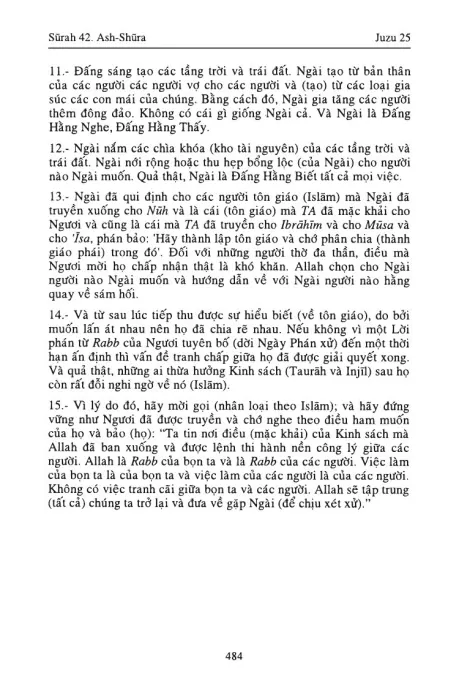 Sūrah 42. Ash-Shūra Juzu 25
11.- Đấng sáng tạo các tầng trời và trái đất. Ngài tạo từ bản thân
của các người các người vợ cho các người và (tạo) từ các loại gia
súc các con mái của chúng. Bằng cách đó, Ngài gia tăng các người
thêm đông đảo. Không có cái gì giống Ngài cả. Và Ngài là Đấng
Hằng Nghe, Đấng Hằng Thấy.
12.- Ngài nắm các chìa khóa (kho tài nguyên) của các tầng trời và
trái đất. Ngài nới rộng hoặc thu hẹp bổng lộc (của Ngài) cho người
nào Ngài muốn. Quả thật, Ngài là Đấng Hằng Biết tất cả mọi việc.
13.- Ngài đã qui định cho các người tôn giáo (Islām) mà Ngài đã
truyền xuống cho Nūh và là cái (tôn giáo) mà TA đã mặc khải cho
Ngươi và cũng là cái mà TA đã truyền cho Ibrāhīm và cho Mūsa và
cho 'Īsa, phán bảo: 'Hãy thành lập tôn giáo và chớ phân chia (thành
giáo phái) trong đó'. Đối với những người thờ đa thần, điều mà
Ngươi mời họ chấp nhận thật là khó khăn. Allah chọn cho Ngài
người nào Ngài muốn và hướng dẫn về với Ngài người nào hằng
quay về sám hối.
14.- Và từ sau lúc tiếp thu được sự hiểu biết (về tôn giáo), do bởi
muốn lấn át nhau nên họ đã chia rẽ nhau. Nếu không vì một Lời
phán từ Rabb của Ngươi tuyên bố (dời Ngày Phán xử) đến một thời
hạn ấn định thì vấn đề tranh chấp giữa họ đã được giải quyết xong.
Và quả thật, những ai thừa hưởng Kinh sách (Taurāh và Injīl) sau họ
còn rất đỗi nghi ngờ về nó (Islām).
15.- Vì lý do đó, hãy mời gọi (nhân loại theo Islām); và hãy đứng
vững như Ngươi đã được truyền và chớ nghe theo điều ham muốn
của họ và bảo (họ): “Ta tin nơi điều (mặc khải) của Kinh sách mà
Allah đã ban xuống và được lệnh thi hành nền công lý giữa các
người. Allah là Rabb của bọn ta và là Rabb của các người. Việc làm
của bọn ta là của bọn ta và việc làm của các người là của các người.
Không có việc tranh cãi giữa bọn ta và các người. Allah sẽ tập trung
(tất cả) chúng ta trở lại và đưa về gặp Ngài (để chịu xét xử).”
484